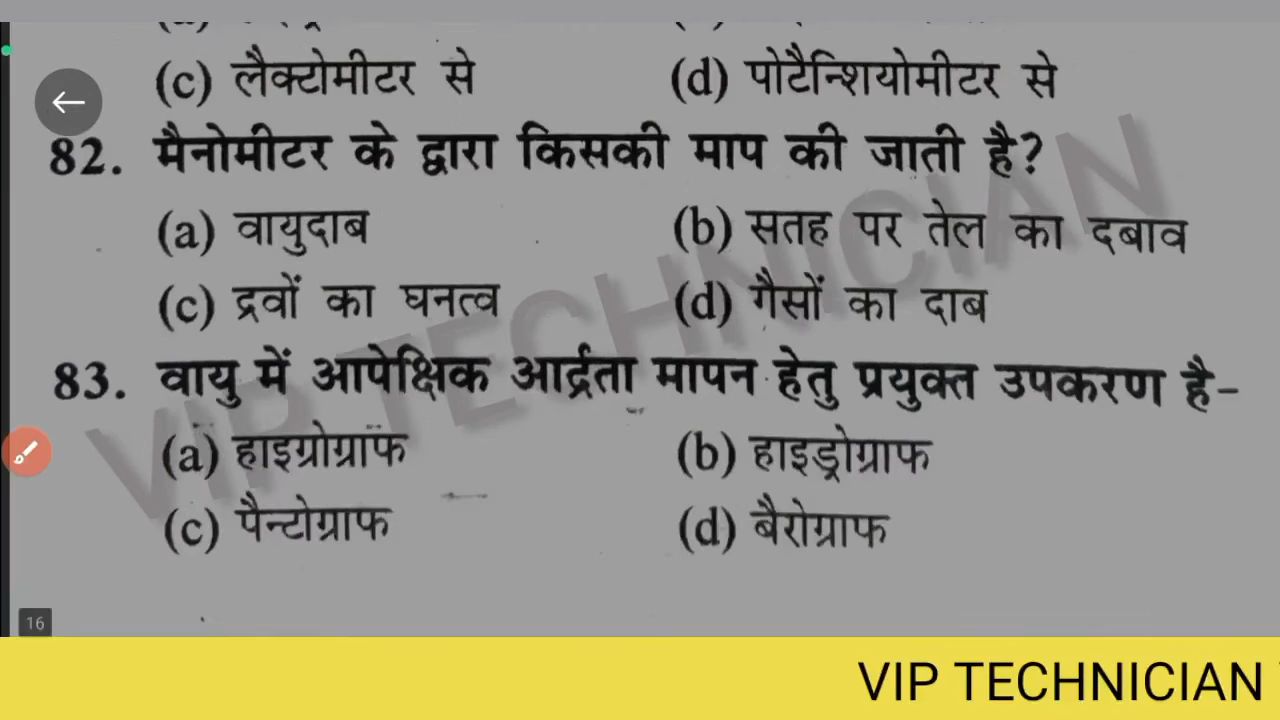 (c) लैक्टोमीटर से (d) पोटैन्शियोमीटर से
82. मैनोमीटर के द्वारा किसकी माप की जाती है?
(a) वायुदाब (b) सतह पर तेल का दबाव
(c) द्रवों का घनत्व (d) गैसों का दाब
83. वायु में आपेक्षिक आर्द्रता मापन हेतु प्रयुक्त उपकरण है-
(a) हाइग्रोग्राफ (b) हाइड्रोग्राफ
(c) पैन्टोग्राफ (d) बैरोग्राफ
VIP TECHNICIAN
16
VIP TECHNICIAN